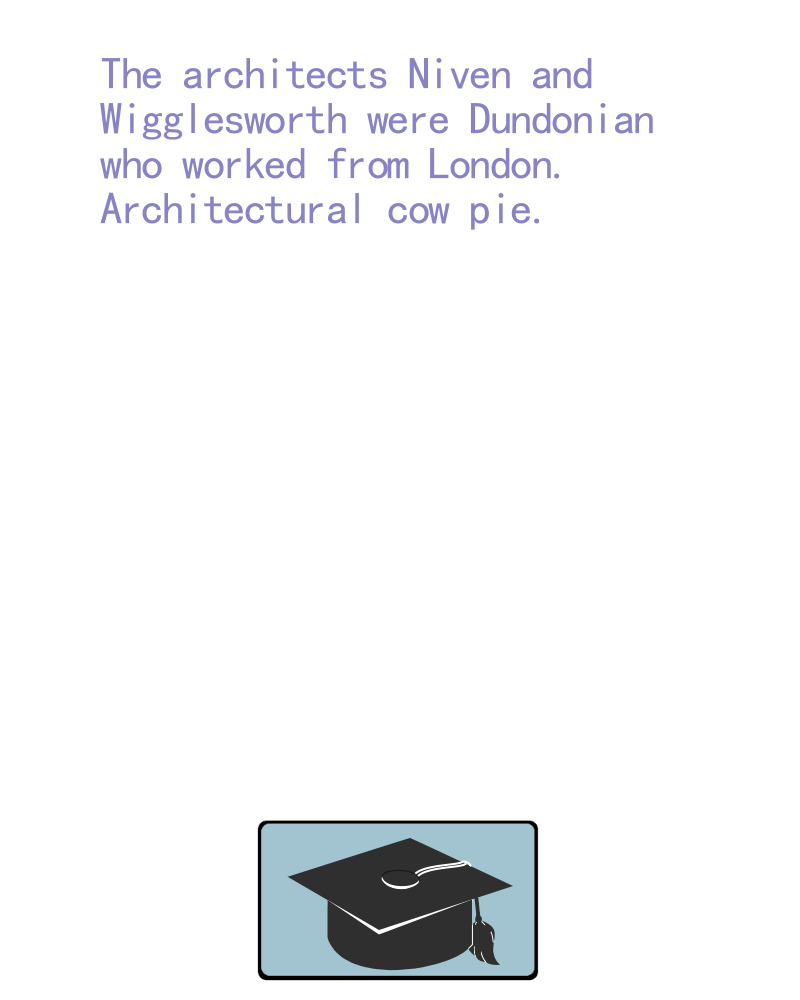 The architects Niven and
Wigglesworth were Dundonian
who worked from London.
Architectural cow pie.